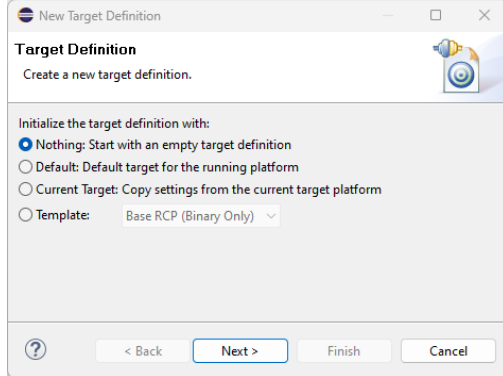 New Target Definition
Target Definition
Create a new target definition.
Initialize the target definition with:
Nothing: Start with an empty target definition
Default: Default target for the running platform
Current Target: Copy settings from the current target platform
Template: Base RCP (Binary Only)
? < Back Next > Finish Cancel